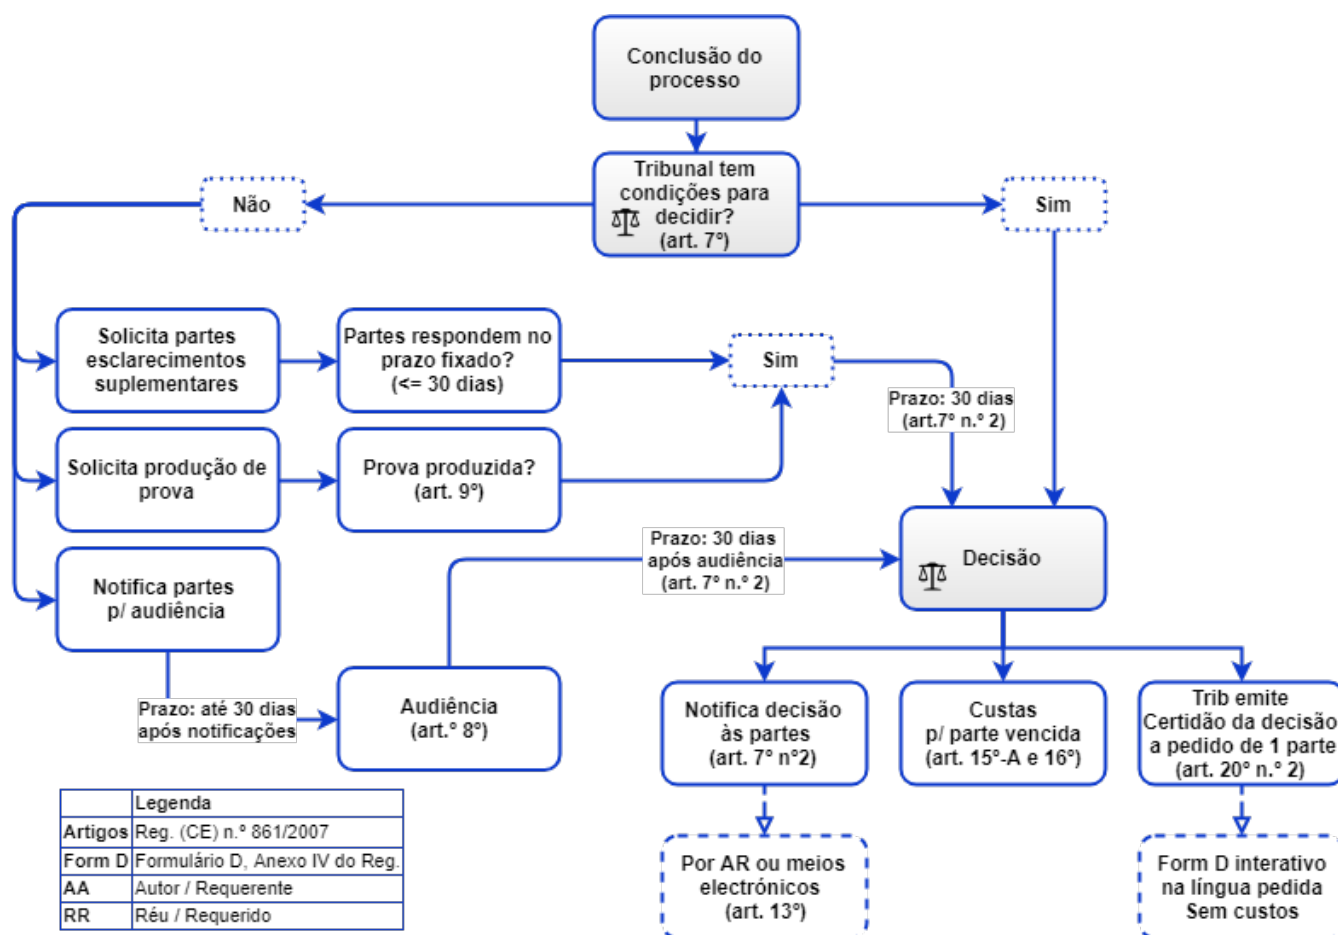 Conclusão do
processo
Tribunal tem
condições para
decidir?
(art. 7º)
Não
Sim
Solicita partes
esclarecimentos
suplementares
Partes respondem no
prazo fixado?
(<= 30 dias)
Sim
Prazo: 30 dias
(art.7º n.º 2)
Solicita produção de
prova
Prova produzida?
(art. 9º)
Decisão
Prazo: 30 dias
após audiência
(art. 7º n.º 2)
Notifica partes
p/ audiência
Prazo: até 30 dias
após notificações
Audiência
(art.º 8º)
Notifica decisão
às partes
(art. 7º nº2)
Custas
p/ parte vencida
(art. 15º-A e 16º)
Trib emite
Certidão da decisão
a pedido de 1 parte
(art. 20º n.º 2)
Por AR ou meios
electrónicos
(art. 13º)
Form D interativo
na língua pedida
Sem custos
Legenda
Artigos Reg. (CE) n.º 861/2007
Form D Formulário D, Anexo IV do Reg.
AA Autor / Requerente
RR Réu / Requerido